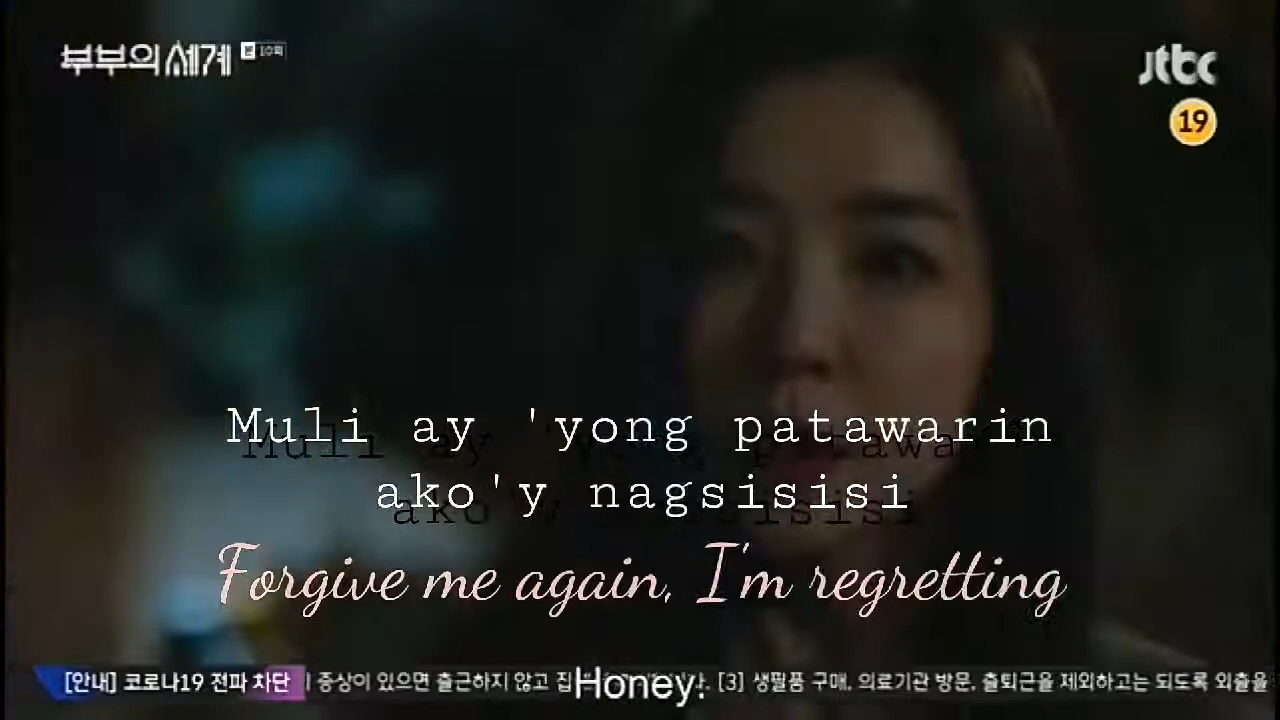 부부의 세계 10회
jtbc
19
Muli ay 'yong patawarin
ako'y nagsisisi
Forgive me again, I'm regretting
[안내] 코로나19 전파 차단 증상이 있으면 출근하지 않고 [3] 생필품 구매, 의료기관 방문, 출퇴근을 제외하고는 되도록 외출을
Honey!